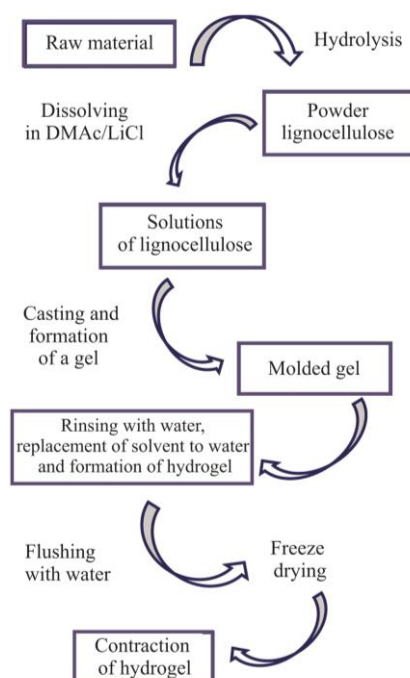 Raw material
Hydrolysis
Dissolving
in DMAc/LiCl
Powder
lignocellulose
Solutions
of lignocellulose
Casting and
formation
of a gel
Molded gel
Rinsing with water,
replacement of solvent to water
and formation of hydrogel
Flushing
with water
Freeze
drying
Contraction
of hydrogel